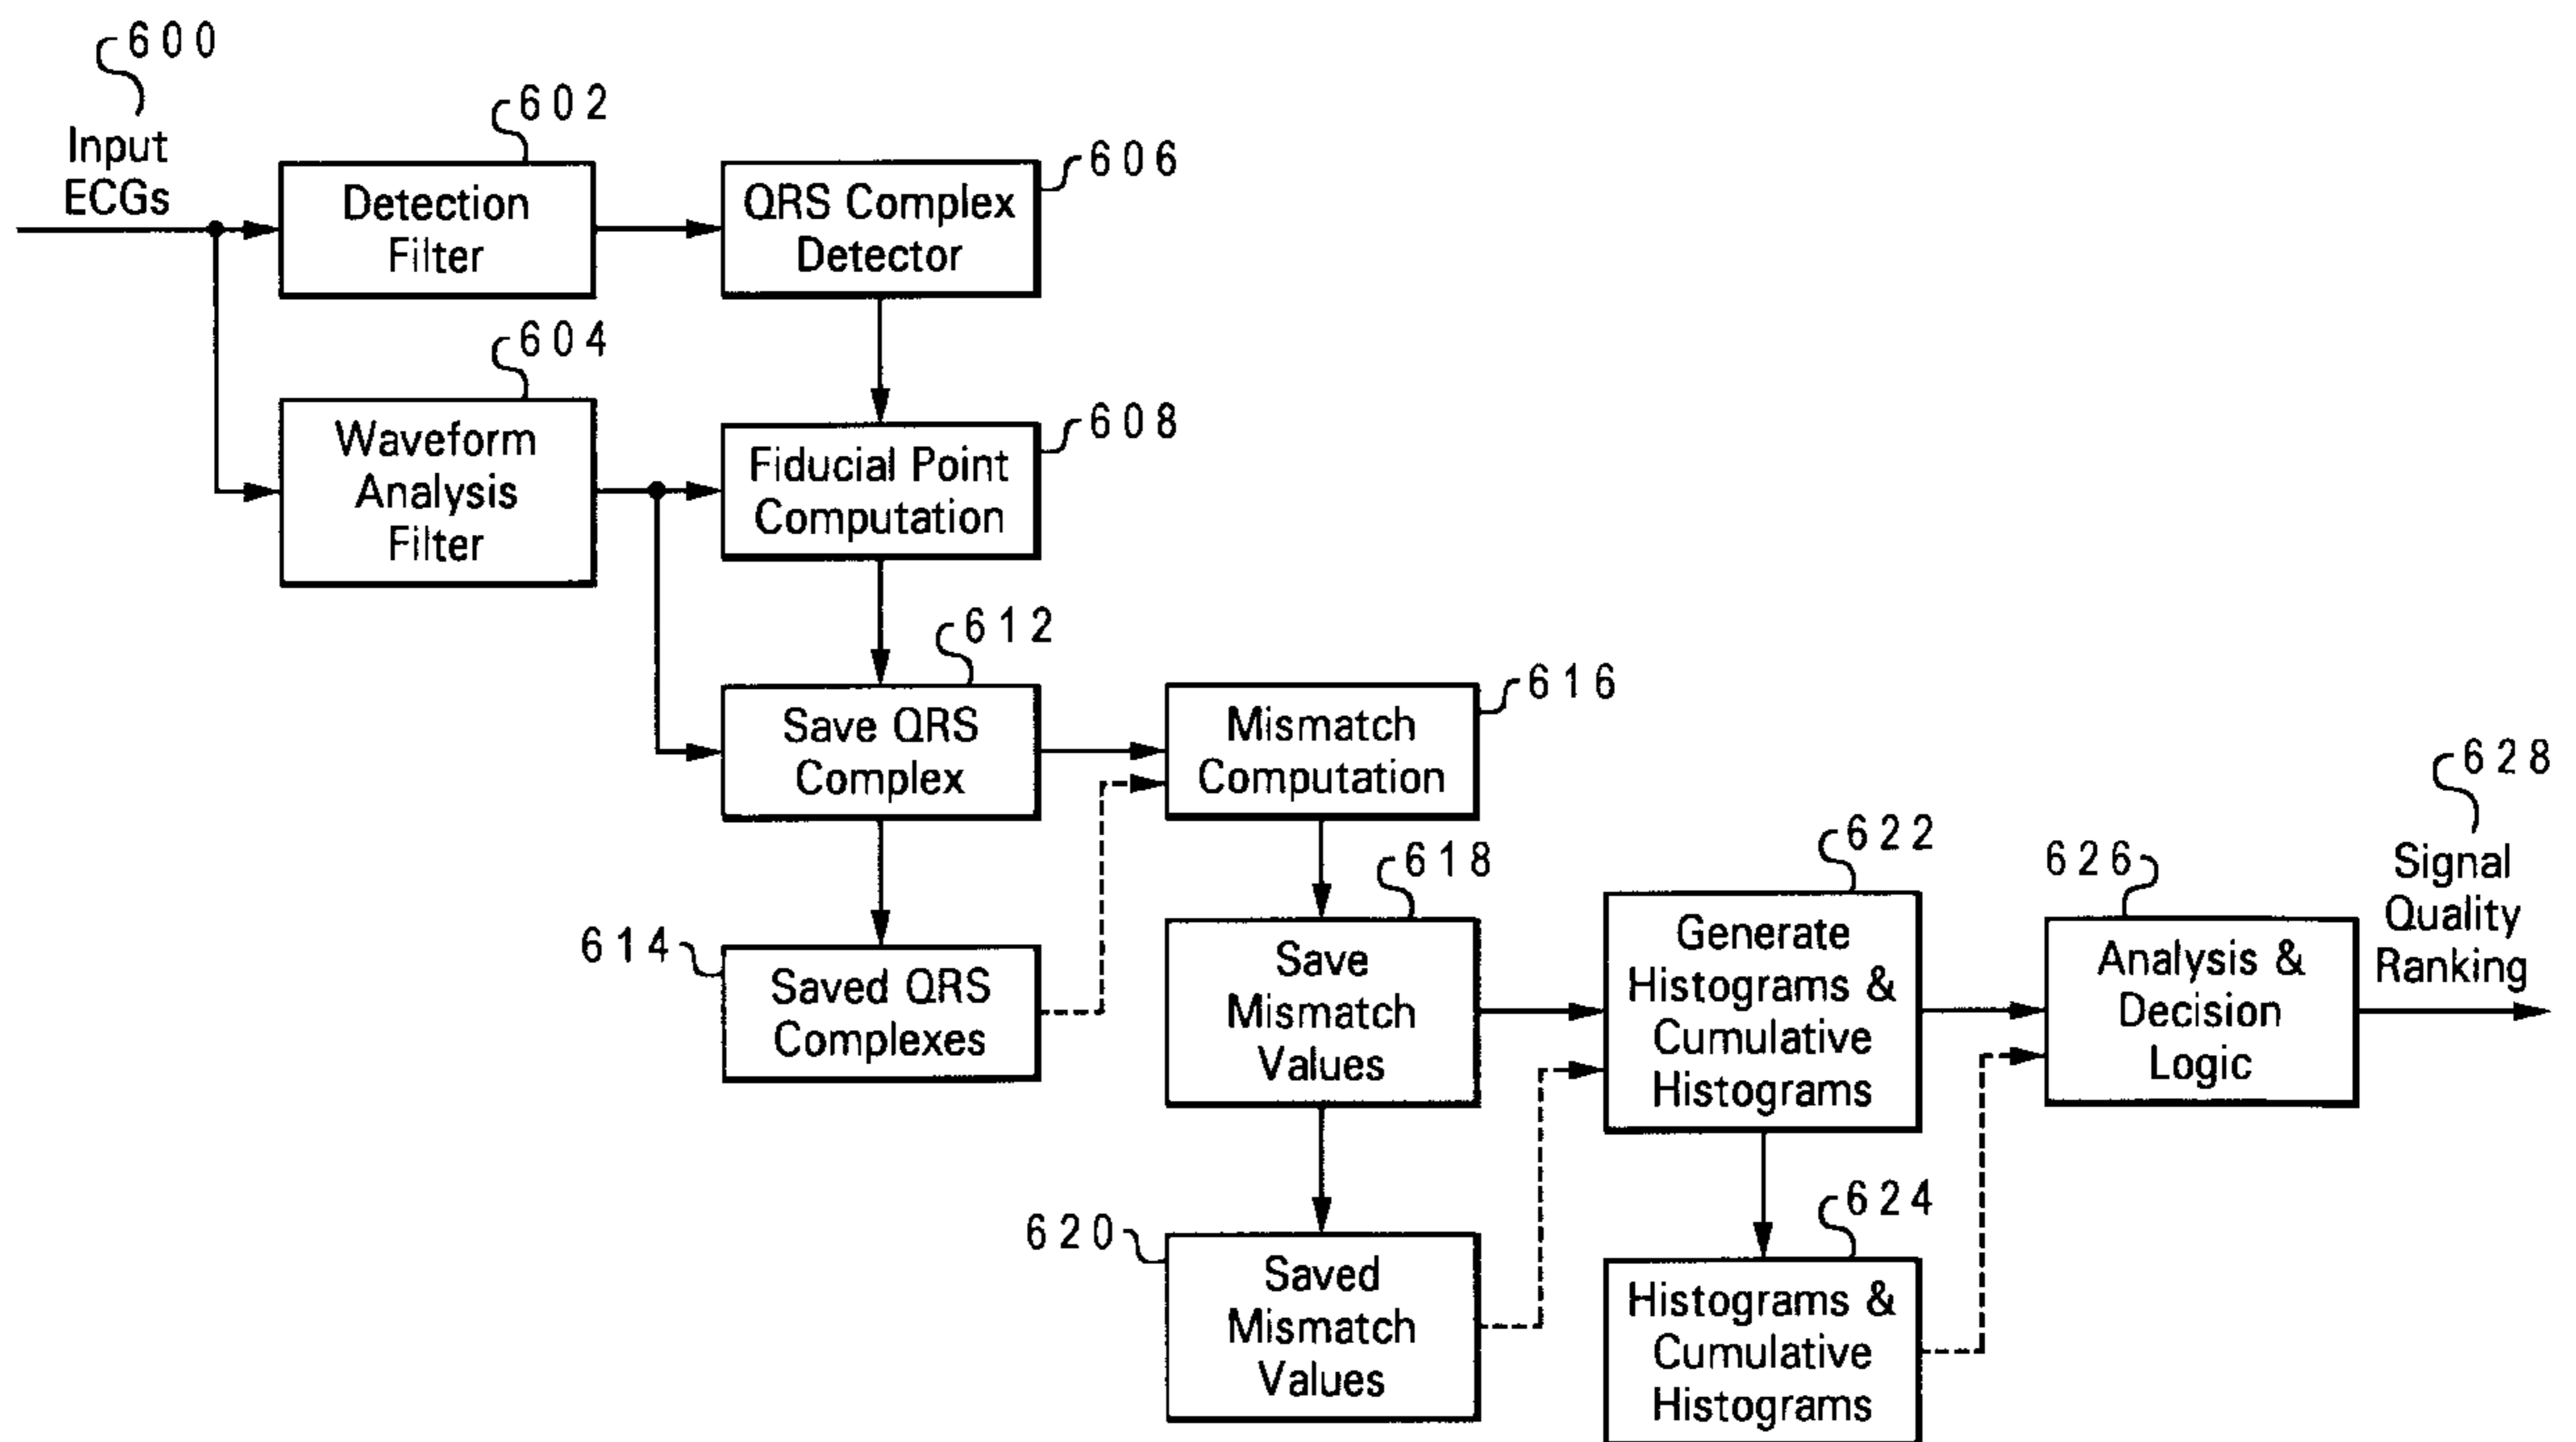 600
Input
ECGs
602
Detection
Filter
606
QRS Complex
Detector
604
Waveform
Analysis
Filter
608
Fiducial Point
Computation
612
Save QRS
Complex
616
Mismatch
Computation
614
Saved QRS
Complexes
618
Save
Mismatch
Values
620
Saved
Mismatch
Values
622
Generate
Histograms &
Cumulative
Histograms
624
Histograms &
Cumulative
Histograms
626
Analysis &
Decision
Logic
628
Signal
Quality
Ranking